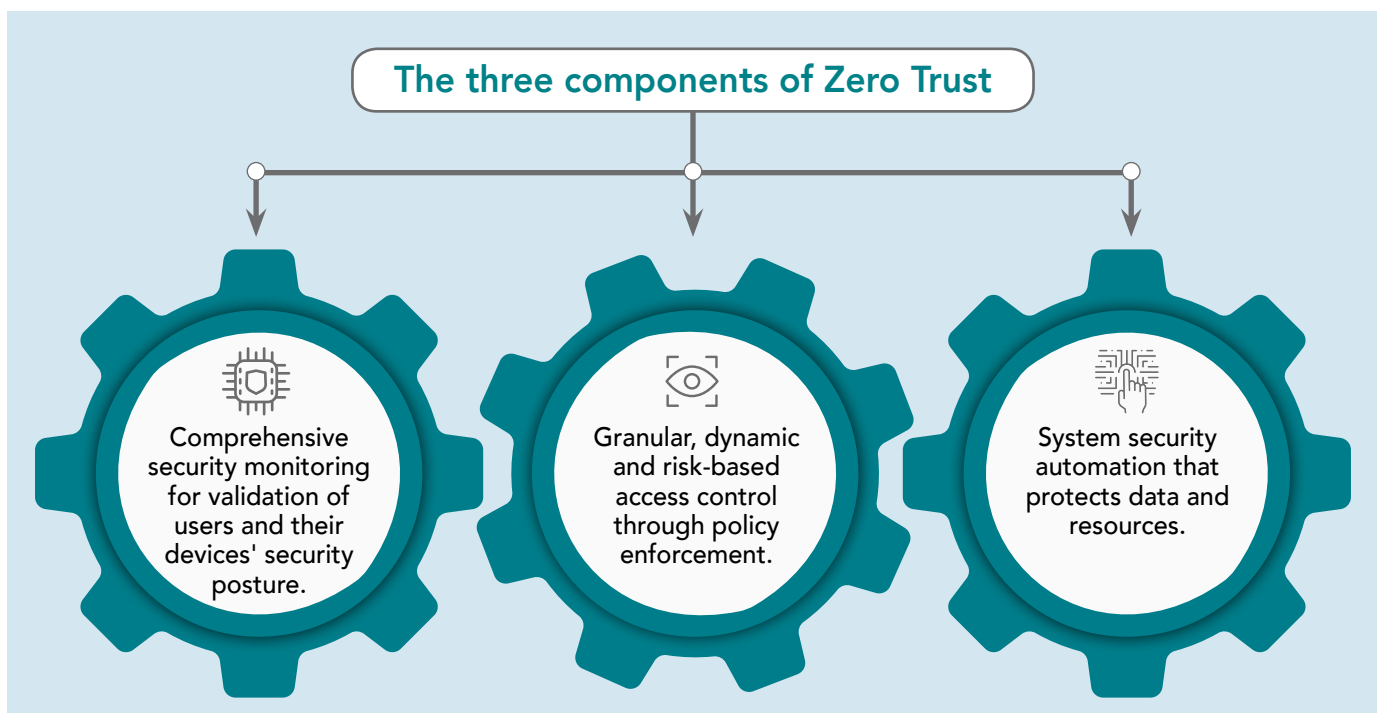 The three components of Zero Trust
Comprehensive
security monitoring
for validation of
users and their
devices' security
posture.
Granular, dynamic
and risk-based
access control
through policy
enforcement.
System security
automation that
protects data and
resources.